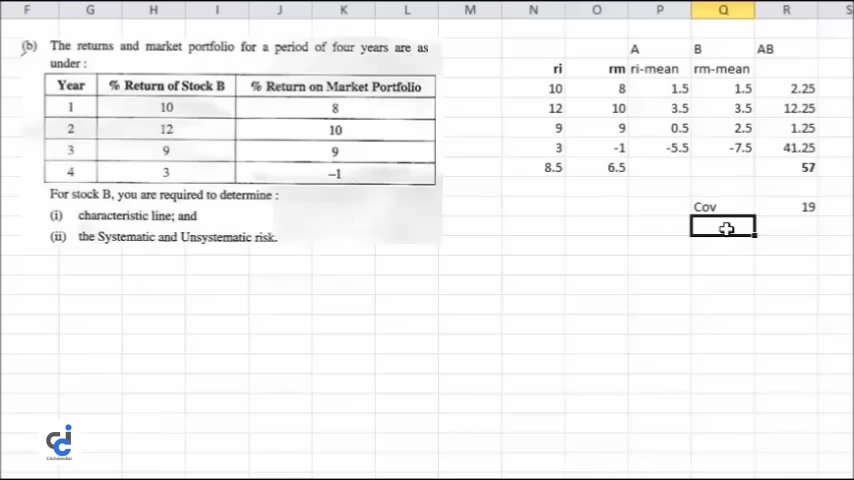 F G H I J K L M N O P Q R S
(b) The returns and market portfolio for a period of four years are as
under :
Year % Return of Stock B % Return on Market Portfolio
1 10 8
2 12 10
3 9 9
4 3 –1
For stock B, you are required to determine :
(i) characteristic line; and
(ii) the Systematic and Unsystematic risk.
A B AB
ri rm ri-mean rm-mean
10 8 1.5 1.5 2.25
12 10 3.5 3.5 12.25
9 9 0.5 2.5 1.25
3 -1 -5.5 -7.5 41.25
8.5 6.5 57
Cov 19